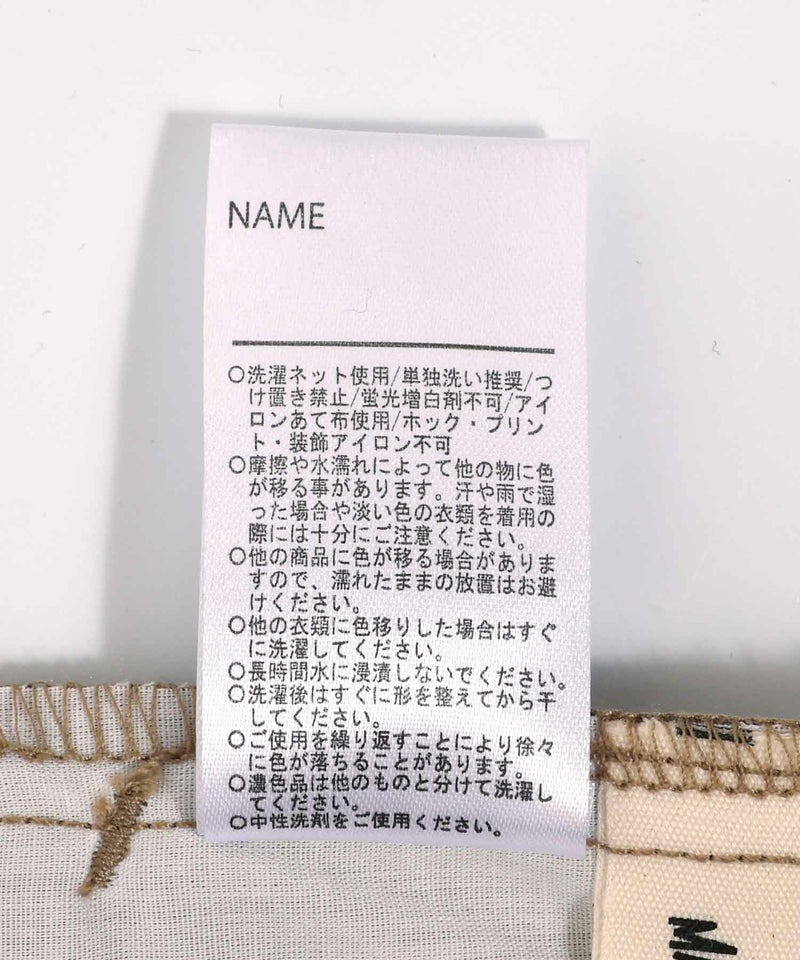 NAME
○洗濯ネット使用/単独洗い推奨/つ
け置き禁止/蛍光増白剤不可/アイ
ロンあて布使用/ホック・プリン
ト・装飾アイロン不可
○摩擦や水濡れによって他の物に色
が移る事があります。汗や雨で湿
った場合や淡い色の衣類を着用の
際には十分にご注意ください。
○他の商品に色が移る場合がありま
すので、濡れたままの放置はお避
けください。
○他の衣類に色移りした場合はすぐ
に洗濯してください。
○長時間水に浸漬しないでください。
○洗濯後はすぐに形を整えてから干
してください。
○ご使用を繰り返すことにより徐々
に色が落ちることがあります。
○濃色品は他のものと分けて洗濯し
てください。
○中性洗剤をご使用ください。